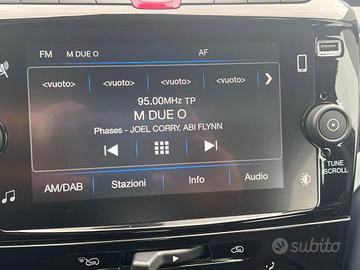 FM M DUE O AF
<vuoto> <vuoto> <vuoto> <vuoto>
95.00MHz TP
M DUE O
Phases - JOEL CORRY, ABI FLYNN
AM/DAB Stazioni Info Audio
TUNE
SCROLL
subito